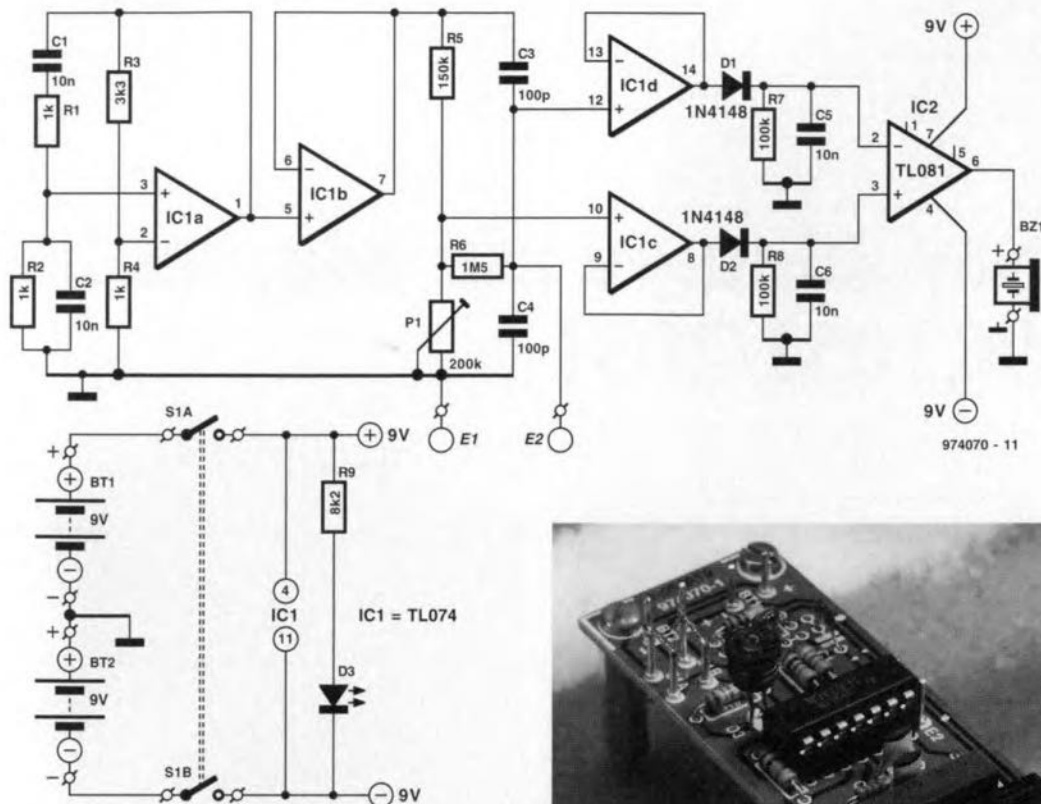 C1
10n
R1
1k
R3
3k3
R2
1k
C2
10n
R4
1k
3
+
2
−
1
IC1a
6
−
5
+
7
IC1b
R5
150k
C3
100p
R6
1M5
P1
200k
C4
100p
E1
E2
13
−
12
+
14
IC1d
10
+
9
−
8
IC1c
D1
1N4148
1N4148
D2
R7
100k
C5
10n
R8
100k
C6
10n
9V
+
IC2
1
7
5
2
−
3
+
TL081
6
4
BZ1
+
9V
−
974070 - 11
S1A
+
+
BT1
9V
−
−
+
+
BT2
9V
−
−
S1B
+ 9V
− 9V
R9
8k2
4
IC1
11
IC1 = TL074
D3